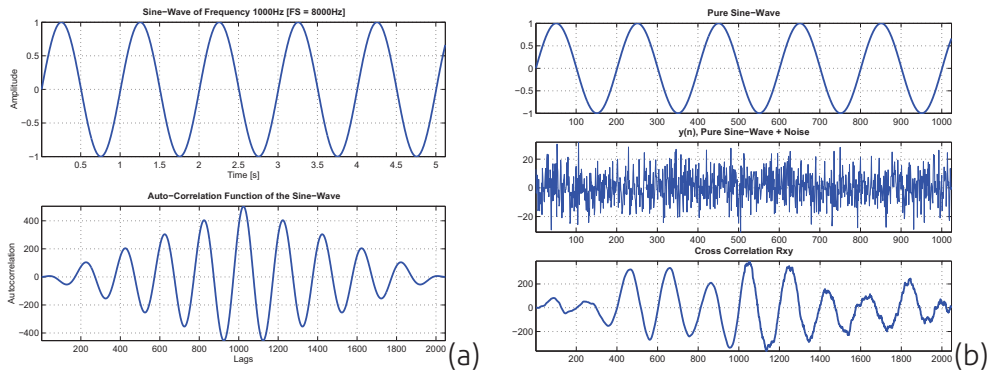 Sine−Wave of Frequency 1000Hz [FS = 8000Hz]
1
0.5
0
−0.5
−1
Amplitude
0.5 1 1.5 2 2.5 3 3.5 4 4.5 5
Time [s]
Auto−Correlation Function of the Sine−Wave
400
200
0
−200
−400
Autocorrelation
200 400 600 800 1000 1200 1400 1600 1800 2000
Lags
(a)
Pure Sine−Wave
1
0.5
0
−0.5
−1
100 200 300 400 500 600 700 800 900 1000
y(n), Pure Sine−Wave + Noise
20
0
−20
100 200 300 400 500 600 700 800 900 1000
Cross Correlation Rxy
200
0
−200
200 400 600 800 1000 1200 1400 1600 1800 2000
(b)